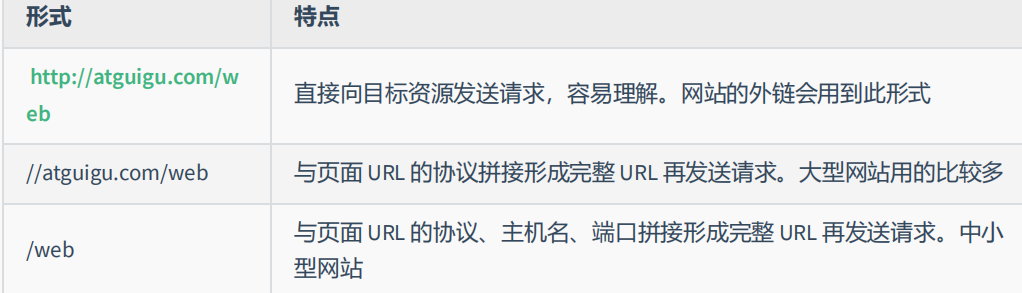 形式
特点
http://atguigu.com/w
eb
直接向目标资源发送请求，容易理解。网站的外链会用到此形式
//atguigu.com/web
与页面 URL 的协议拼接形成完整 URL 再发送请求。大型网站用的比较多
/web
与页面 URL 的协议、主机名、端口拼接形成完整 URL 再发送请求。中小
型网站